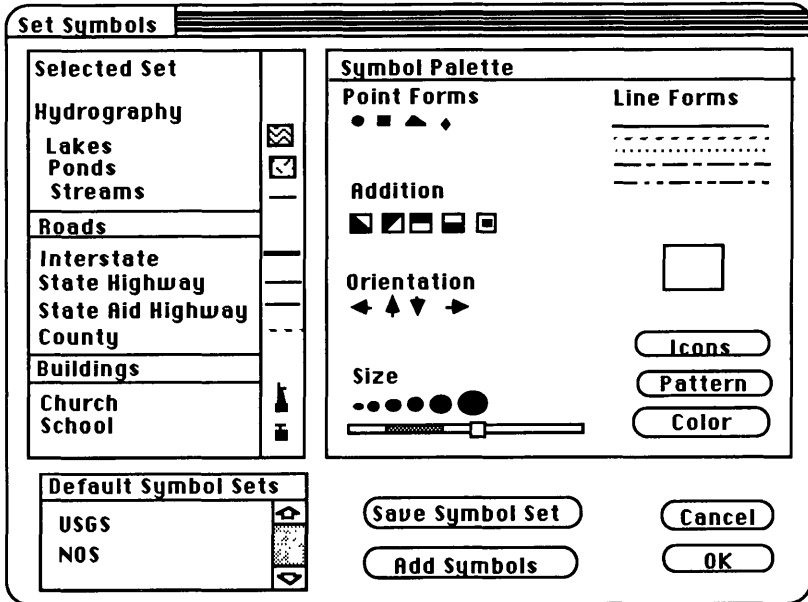 Set Symbols
Selected Set
Hydrography
Lakes
Ponds
Streams
Roads
Interstate
State Highway
State Aid Highway
County
Buildings
Church
School
Symbol Palette
Point Forms
Line Forms
Addition
Orientation
Size
Icons
Pattern
Color
Default Symbol Sets
USGS
NOS
Save Symbol Set
Add Symbols
Cancel
OK